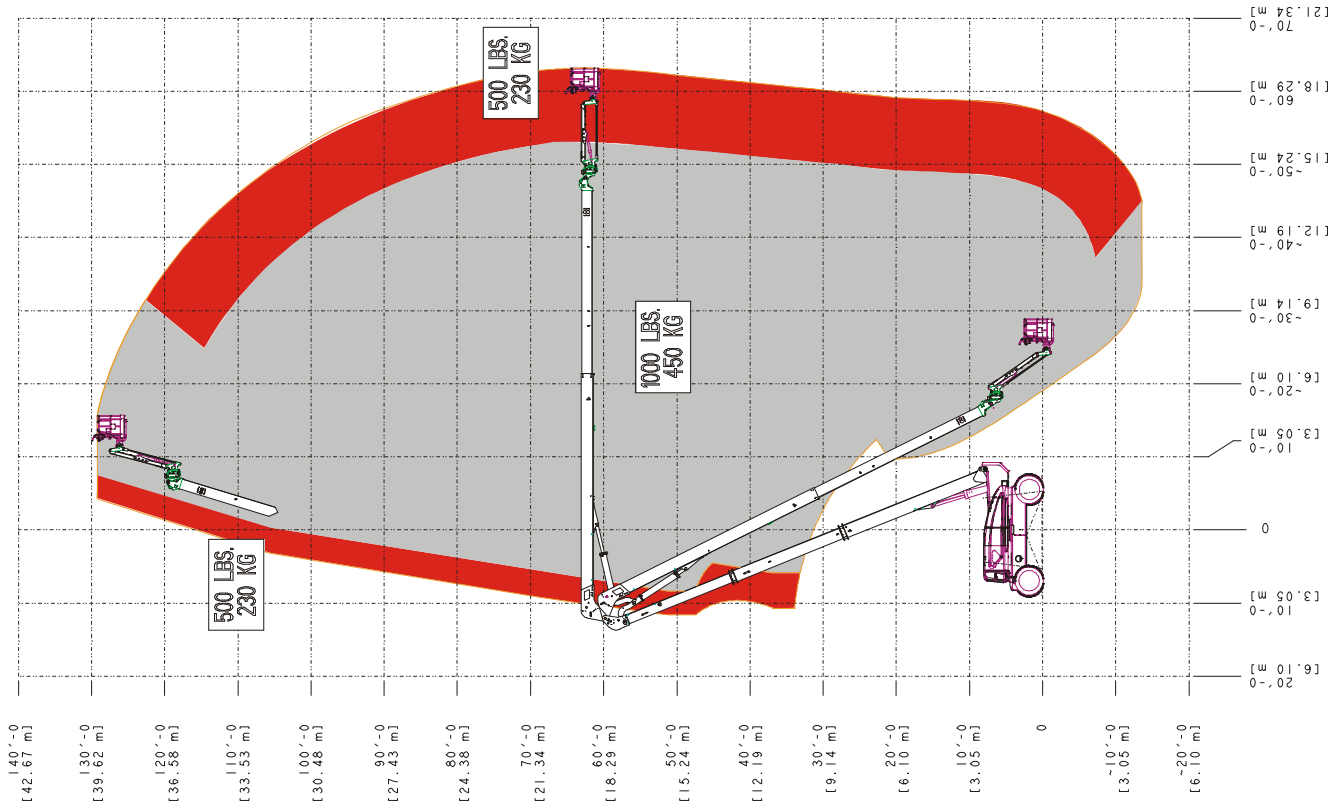 500 LBS.
230 KG
1000 LBS.
450 KG
500 LBS.
230 KG
70'-0
[21.34 m]
60'-0
[18.29 m]
~50'-0
[15.24 m]
~40'-0
[12.19 m]
~30'-0
[9.14 m]
~20'-0
[6.10 m]
10'-0
[3.05 m]
0
10'-0
[3.05 m]
20'-0
[6.10 m]
140'-0
[42.67 m]
130'-0
[39.62 m]
~120'-0
[36.58 m]
~110'-0
[33.53 m]
~100'-0
[30.48 m]
90'-0
[27.43 m]
80'-0
[24.38 m]
70'-0
[21.34 m]
60'-0
[18.29 m]
50'-0
[15.24 m]
40'-0
[12.19 m]
30'-0
[9.14 m]
20'-0
[6.10 m]
10'-0
[3.05 m]
0
~10'-0
[3.05 m]
~20'-0
[6.10 m]